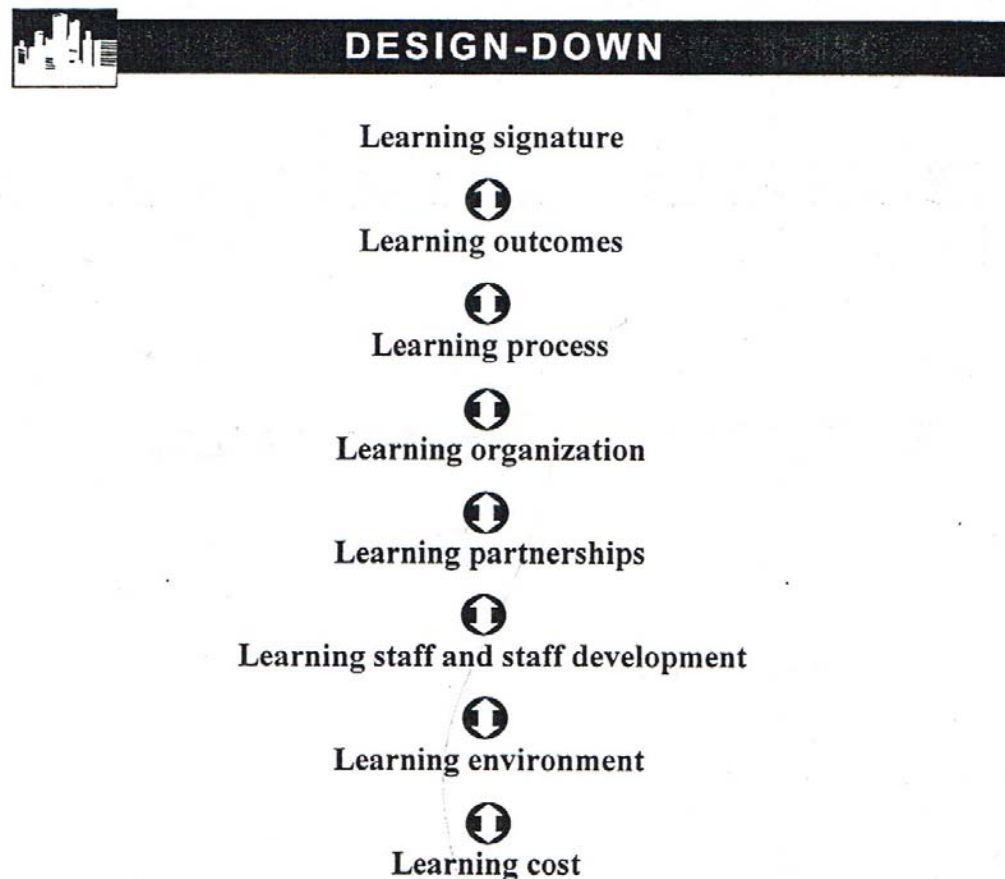 DESIGN-DOWN
Learning signature
Learning outcomes
Learning process
Learning organization
Learning partnerships
Learning staff and staff development
Learning environment
Learning cost